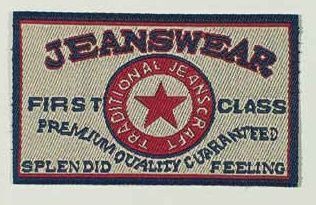 JEANSWEAR
TRADITIONAL JEANSCRAFT
FIRST CLASS
PREMIUM QUALITY GUARANTEED
SPLENDID FEELING